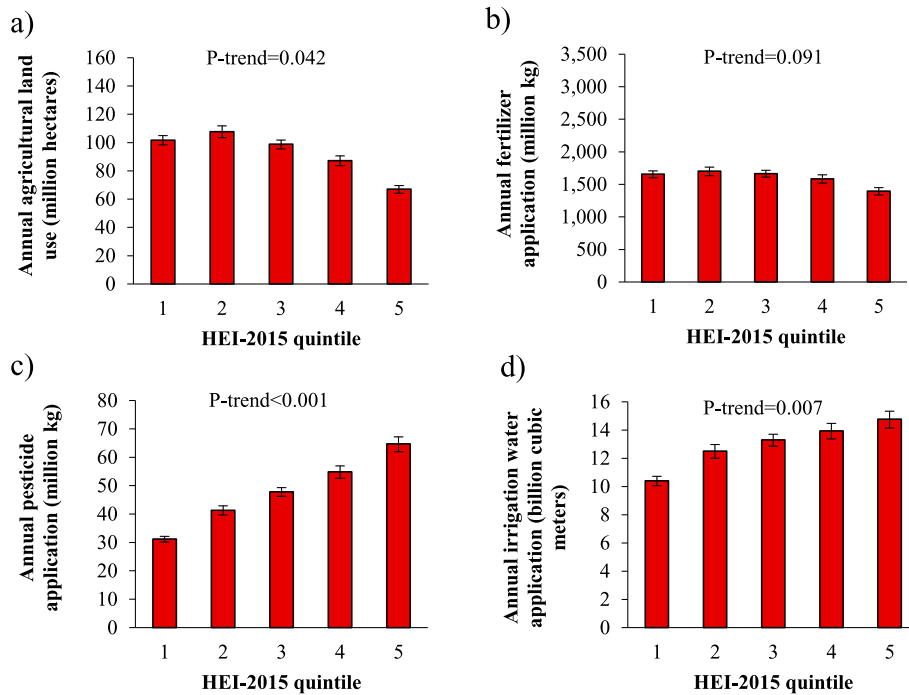 a)
P-trend=0.042
Annual agricultural land
use (million hectares)
160
140
120
100
80
60
40
20
0
1 2 3 4 5
HEI-2015 quintile
b)
P-trend=0.091
Annual fertilizer
application (million kg)
3,500
3,000
2,500
2,000
1,500
1,000
500
0
1 2 3 4 5
HEI-2015 quintile
c)
P-trend<0.001
Annual pesticide
application (million kg)
80
70
60
50
40
30
20
10
0
1 2 3 4 5
HEI-2015 quintile
d)
P-trend=0.007
Annual irrigation water
application (billion cubic
meters)
16
14
12
10
8
6
4
2
0
1 2 3 4 5
HEI-2015 quintile